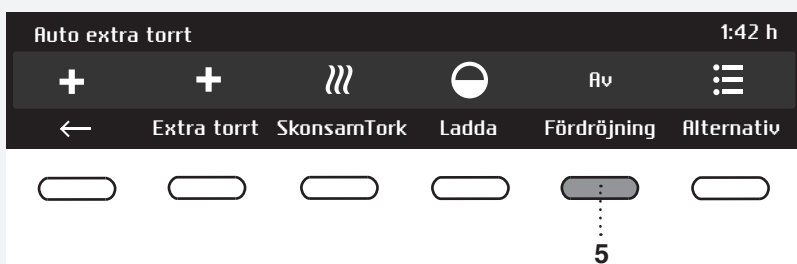 Auto extra torrt 1:42 h
Av
Extra torrt SkonsamTork Ladda Fördröjning Alternativ
5